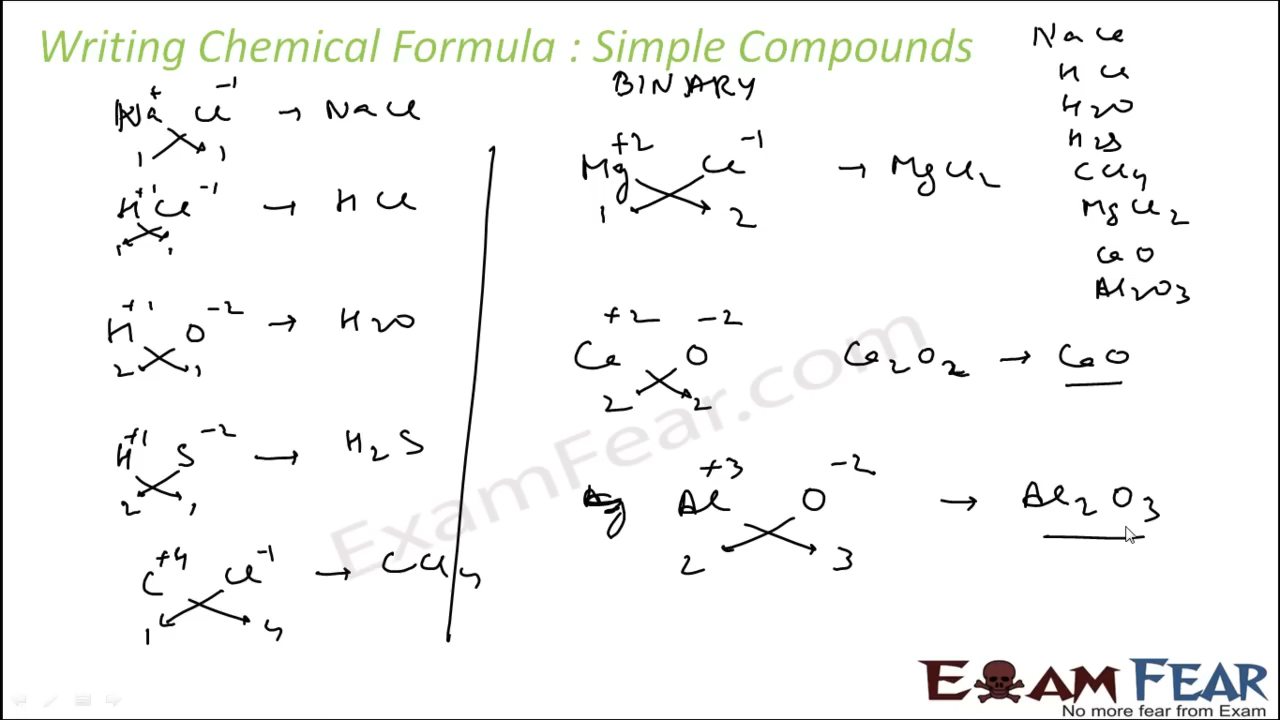 Writing Chemical Formula : Simple Compounds
BINARY
Na+ Cl-1 → NaCl
1 1
H+1 Cl-1 → HCl
1 1
H+1 O-2 → H2O
2 1
H+1 S-2 → H2S
2 1
C+4 Cl-1 → CCl4
1 4
Mg+2 Cl-1 → MgCl2
1 2
Ca+2 O-2 Ca2O2 → CaO
2 2
Al+3 O-2 → Al2O3
2 3
NaCl
HCl
H2O
H2S
CCl4
MgCl2
CaO
Al2O3
ExamFear.com
EXAM FEAR
No more fear from Exam